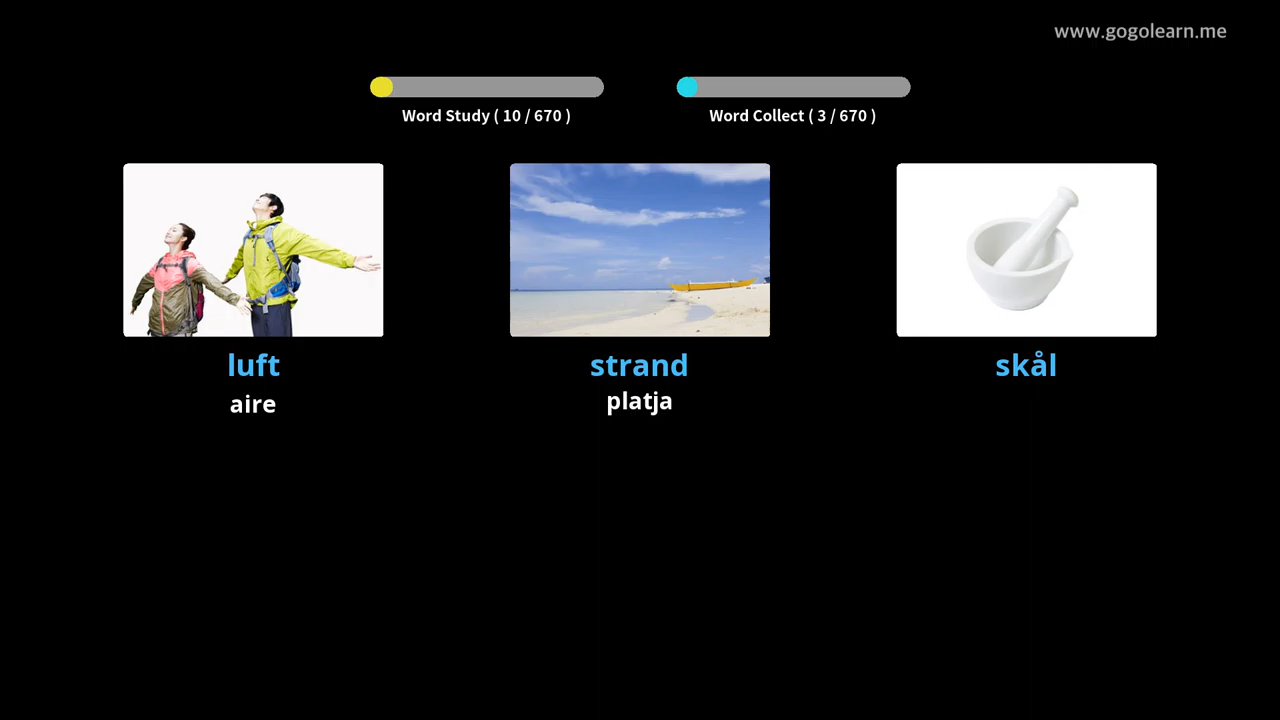 www.gogolearn.me
Word Study ( 10 / 670 )
Word Collect ( 3 / 670 )
luft
strand
skål
aire
platja